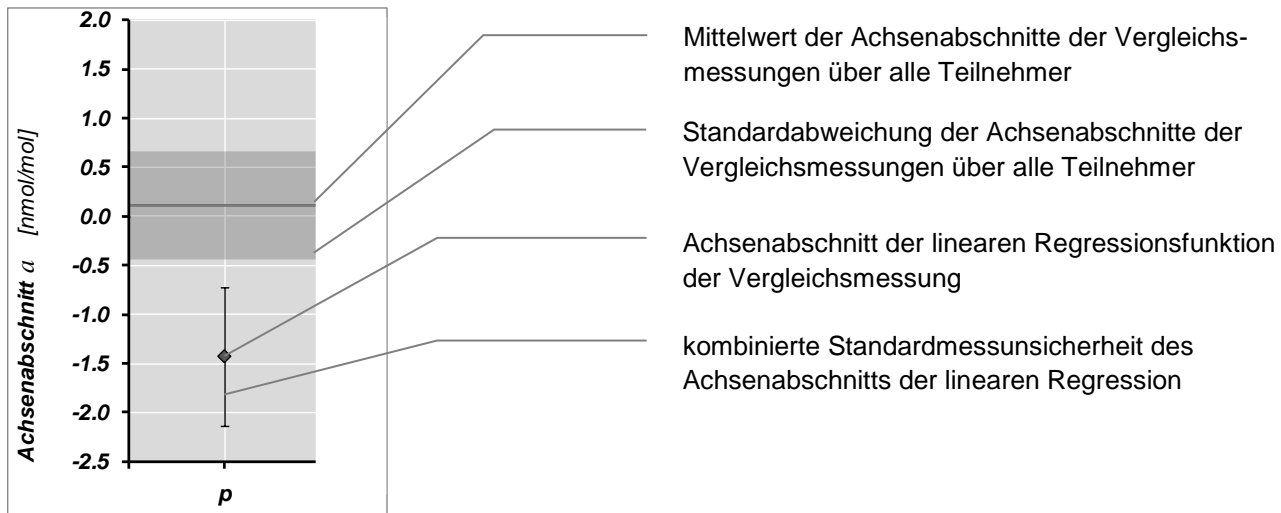 Achsenabschnitt a [nmol/mol]
2.0
1.5
1.0
0.5
0.0
-0.5
-1.0
-1.5
-2.0
-2.5
p
Mittelwert der Achsenabschnitte der Vergleichs-
messungen über alle Teilnehmer
Standardabweichung der Achsenabschnitte der
Vergleichsmessungen über alle Teilnehmer
Achsenabschnitt der linearen Regressionsfunktion
der Vergleichsmessung
kombinierte Standardmessunsicherheit des
Achsenabschnitts der linearen Regression